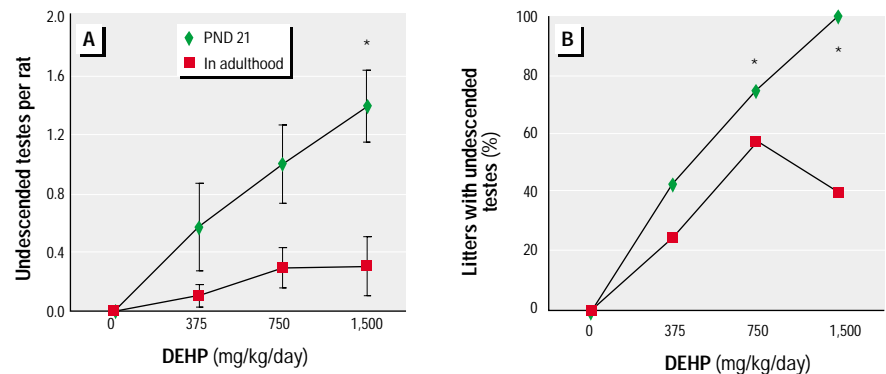 A
PND 21
In adulthood
*
Undescended testes per rat
2.0
1.6
1.2
0.8
0.4
0.0
0
375
750
1,500
DEHP (mg/kg/day)
B
*
*
Litters with undescended
testes (%)
100
80
60
40
20
0
0
375
750
1,500
DEHP (mg/kg/day)